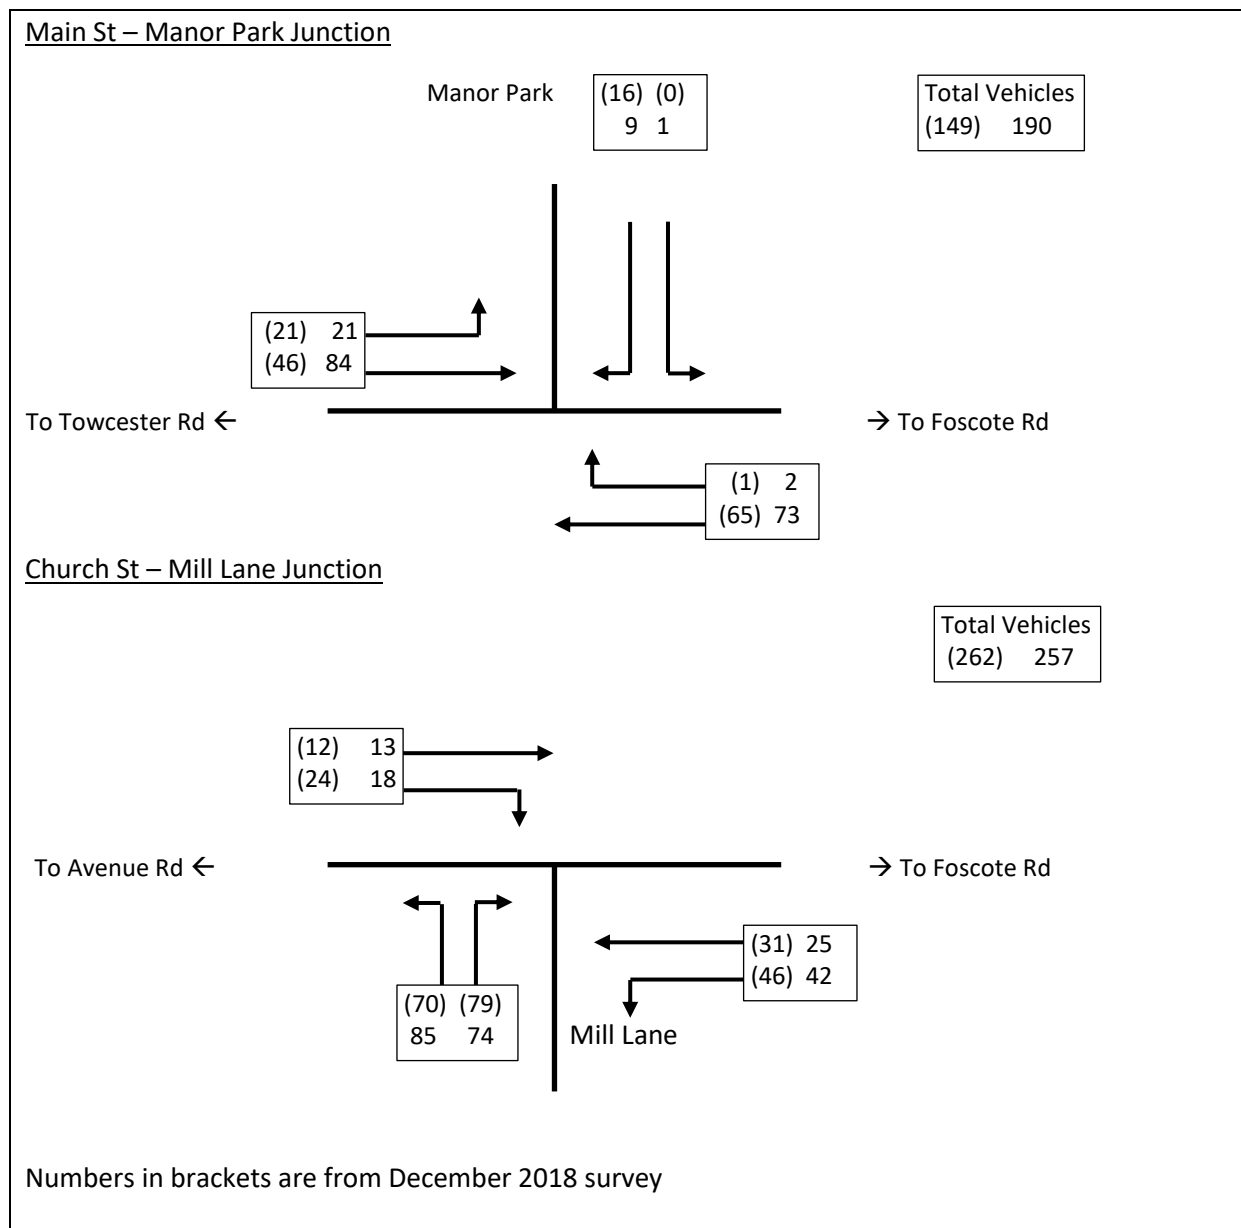 Main St – Manor Park Junction
Manor Park
(16) (0)
9 1
Total Vehicles
(149) 190
(21) 21
(46) 84
To Towcester Rd ←
→ To Foscote Rd
(1) 2
(65) 73
Church St – Mill Lane Junction
Total Vehicles
(262) 257
(12) 13
(24) 18
To Avenue Rd ←
→ To Foscote Rd
(31) 25
(46) 42
(70) (79)
85 74
Mill Lane
Numbers in brackets are from December 2018 survey